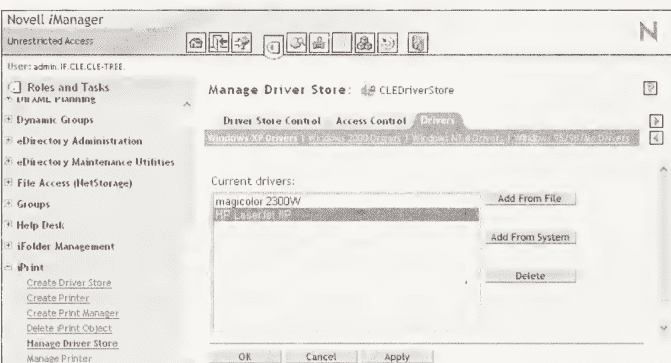 Novell iManager
Unrestricted Access
N
User: admin.IF.CLE.CLE-TREE.
Roles and Tasks
DirXML Planning
Dynamic Groups
eDirectory Administration
eDirectory Maintenance Utilities
File Access (NetStorage)
Groups
Help Desk
iFolder Management
iPrint
Create Driver Store
Create Printer
Create Print Manager
Delete iPrint Object
Manage Driver Store
Manage Printer
Manage Driver Store: CLEDriverStore
?
Driver Store Control Access Control Drivers
Windows XP Drivers | Windows 2000 Drivers | Windows NT 4 Drivers | Windows 95/98/Me Drivers
Current drivers:
magicolor 2300W
HP LaserJet IIP
Add From File
Add From System
Delete
OK Cancel Apply